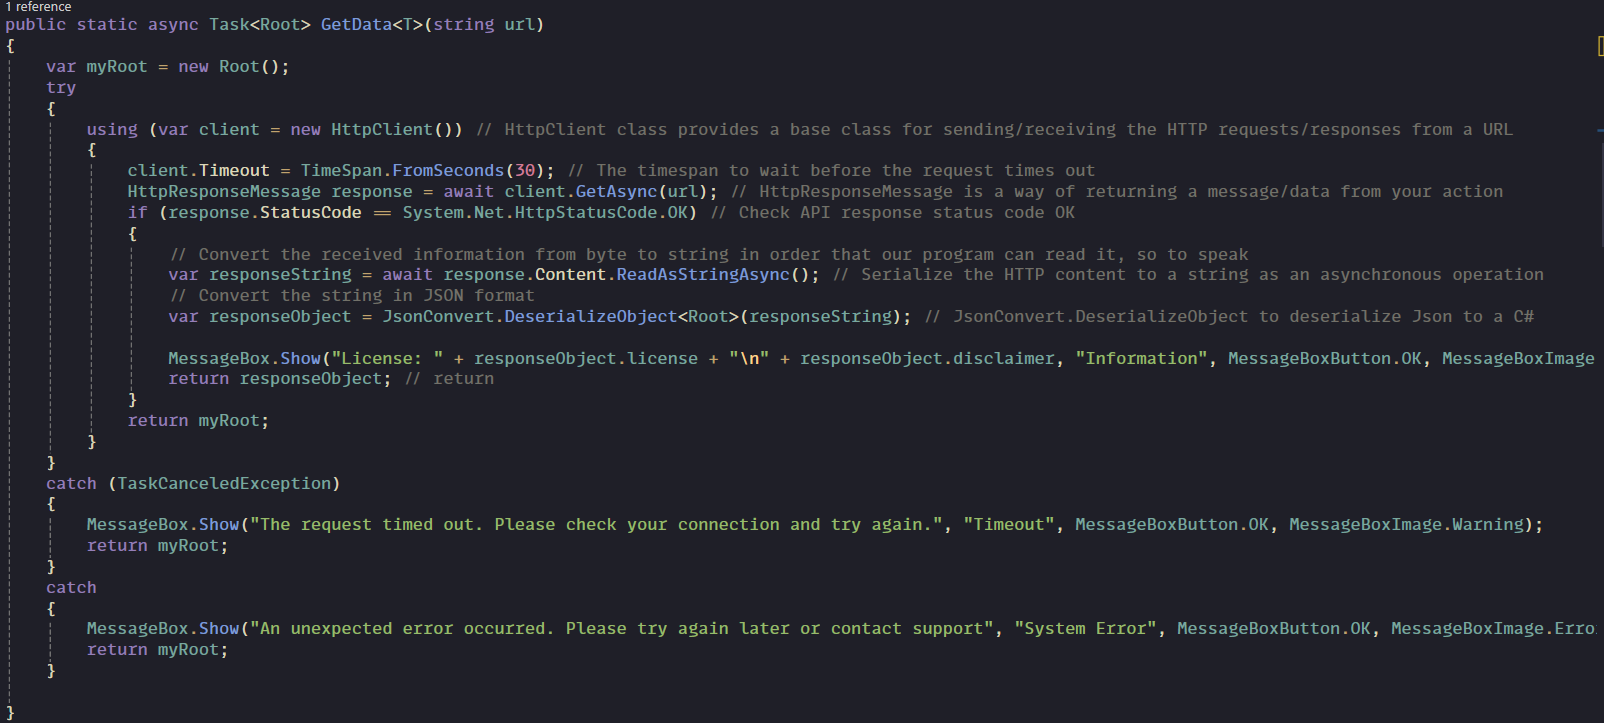 1 reference
public static async Task<Root> GetData<T>(string url)
{
var myRoot = new Root();
try
{
using (var client = new HttpClient()) // HttpClient class provides a base class for sending/receiving the HTTP requests/responses from a URL
{
client.Timeout = TimeSpan.FromSeconds(30); // The timespan to wait before the request times out
HttpResponseMessage response = await client.GetAsync(url); // HttpResponseMessage is a way of returning a message/data from your action
if (response.StatusCode == System.Net.HttpStatusCode.OK) // Check API response status code OK
{
// Convert the received information from byte to string in order that our program can read it, so to speak
var responseString = await response.Content.ReadAsStringAsync(); // Serialize the HTTP content to a string as an asynchronous operation
// Convert the string in JSON format
var responseObject = JsonConvert.DeserializeObject<Root>(responseString); // JsonConvert.DeserializeObject to deserialize Json to a C#
MessageBox.Show("License: " + responseObject.license + "\n" + responseObject.disclaimer, "Information", MessageBoxButton.OK, MessageBoxImage
return responseObject; // return
}
return myRoot;
}
}
catch (TaskCanceledException)
{
MessageBox.Show("The request timed out. Please check your connection and try again.", "Timeout", MessageBoxButton.OK, MessageBoxImage.Warning);
return myRoot;
}
catch
{
MessageBox.Show("An unexpected error occurred. Please try again later or contact support", "System Error", MessageBoxButton.OK, MessageBoxImage.Erro
return myRoot;
}
}